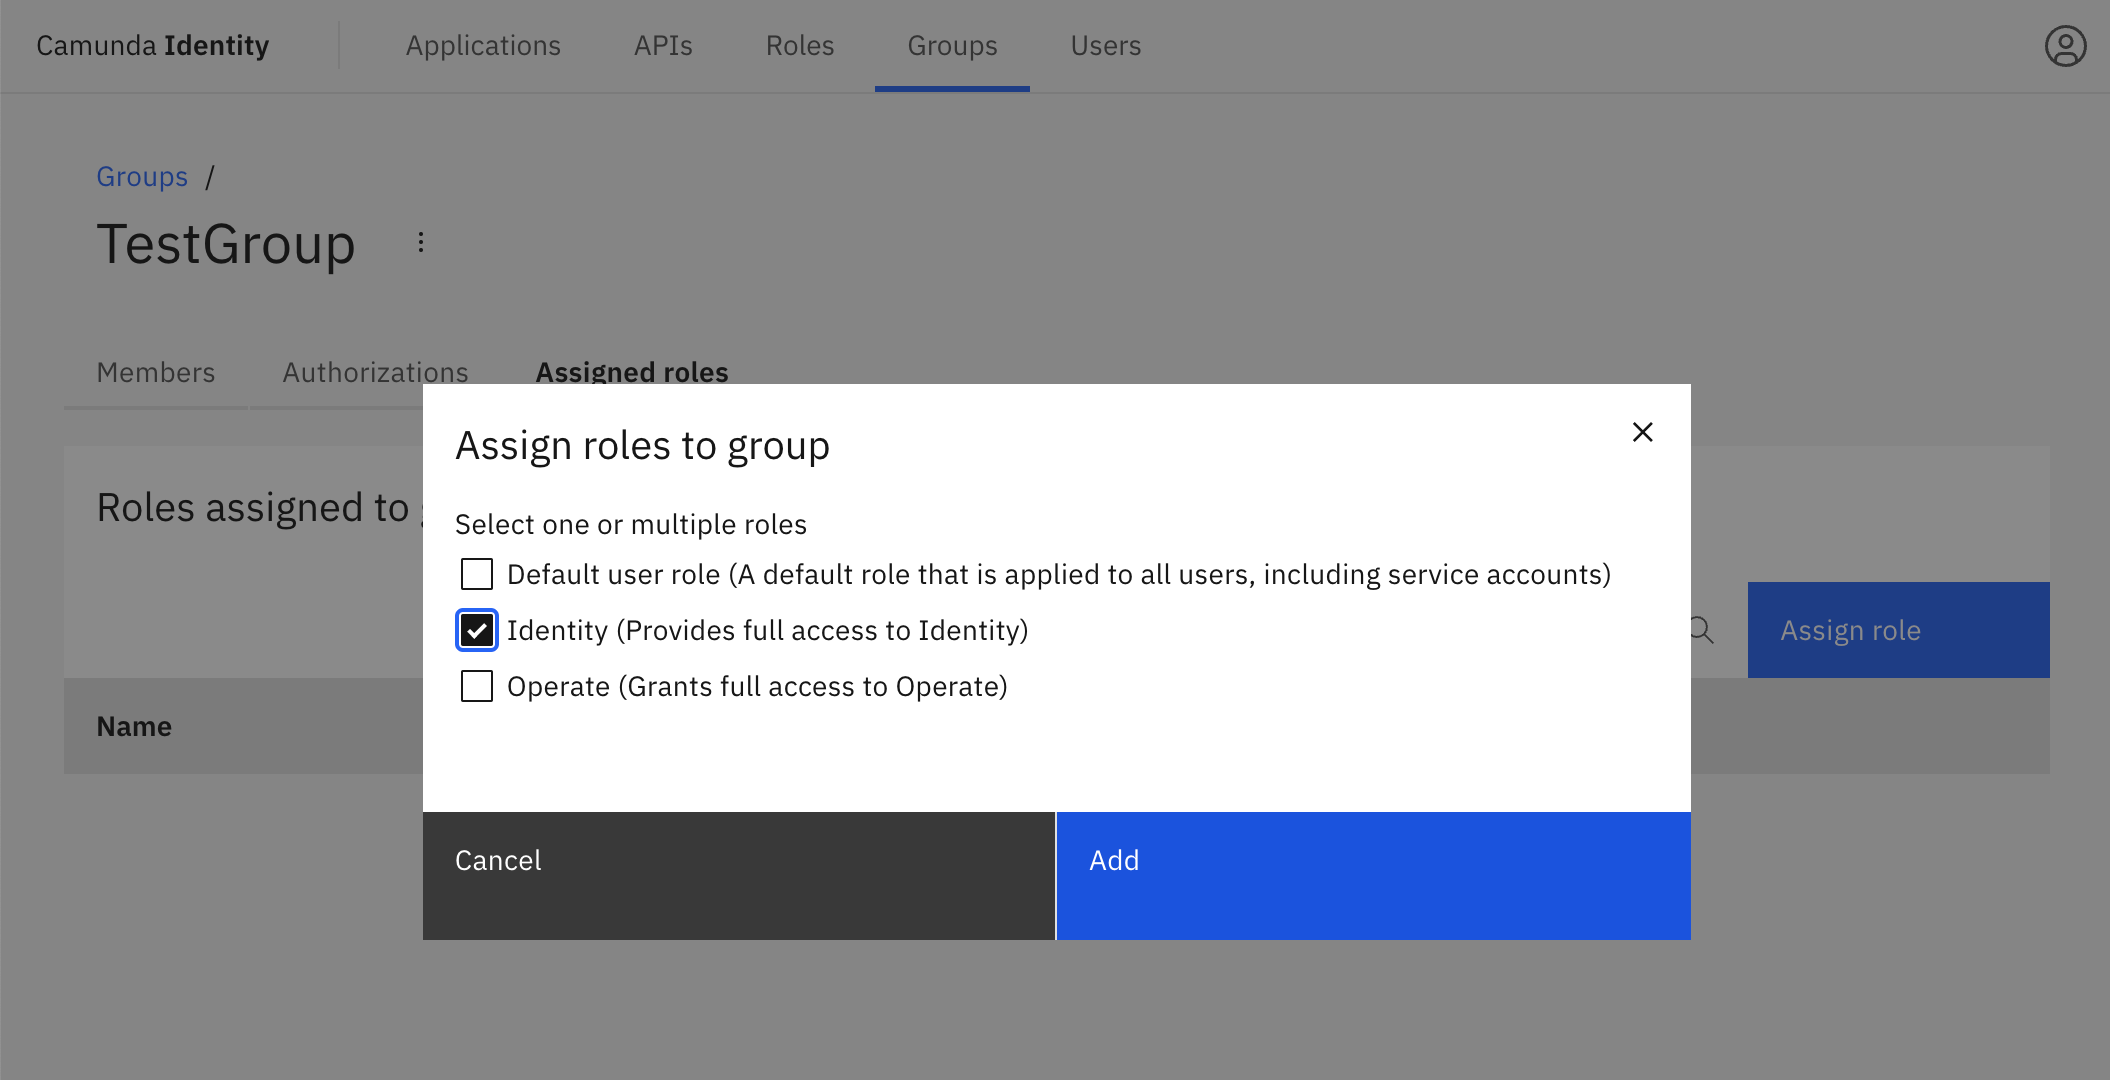 Camunda Identity Applications APIs Roles Groups Users
Groups /
TestGroup
Members Authorizations Assigned roles
Assign roles to group
Roles assigned to
Select one or multiple roles
Default user role (A default role that is applied to all users, including service accounts)
Identity (Provides full access to Identity)
Assign role
Operate (Grants full access to Operate)
Name
Cancel Add